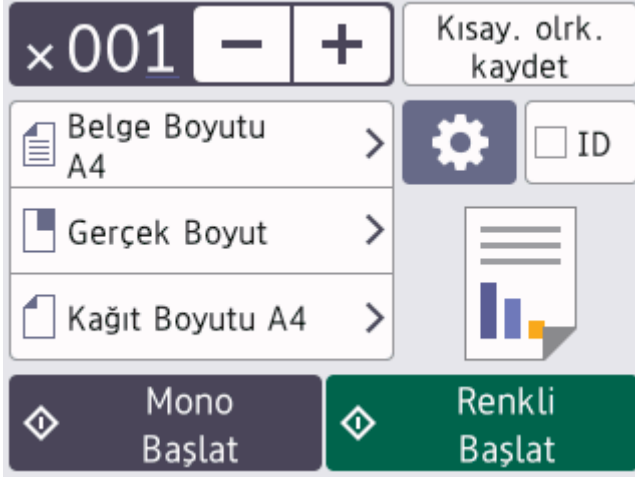 ×001 − +
Kısay. olrk.
kaydet
Belge Boyutu
A4
ID
Gerçek Boyut
Kağıt Boyutu A4
Mono
Başlat
Renkli
Başlat